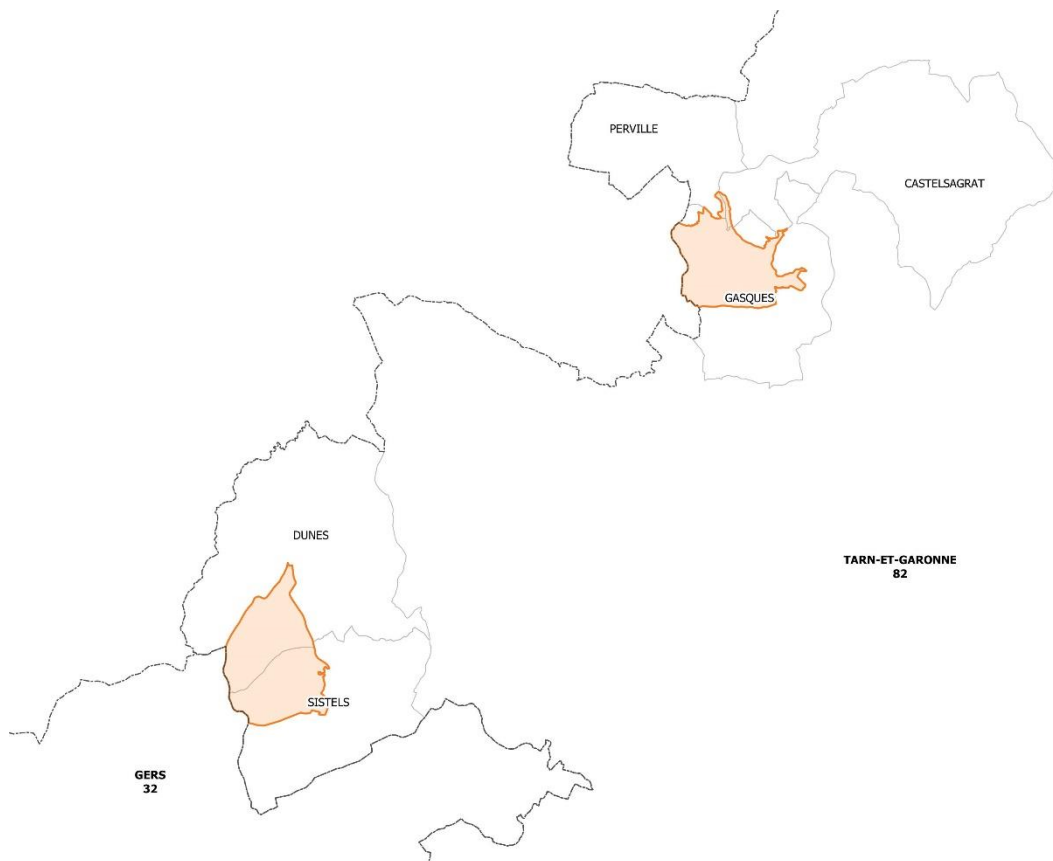 PERVILLE
CASTELSAGRAT
GASQUES
DUNES
TARN-ET-GARONNE
82
SISTELS
GERS
32